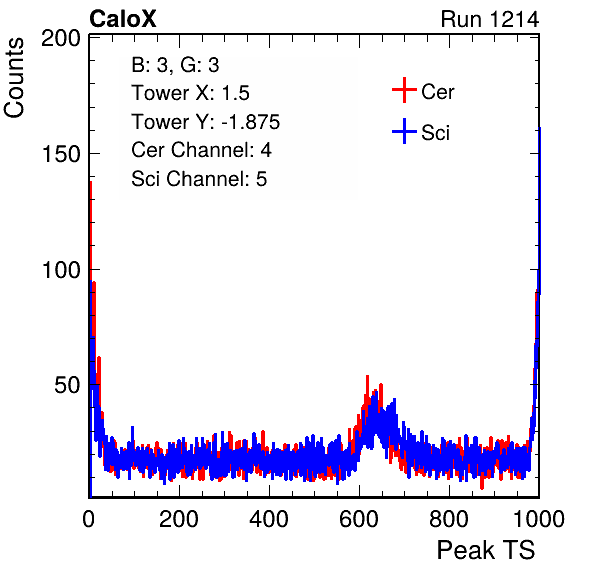 CaloX Run 1214
Counts
200
150
100
50
B: 3, G: 3
Tower X: 1.5
Tower Y: -1.875
Cer Channel: 4
Sci Channel: 5
Cer
Sci
0 200 400 600 800 1000
Peak TS